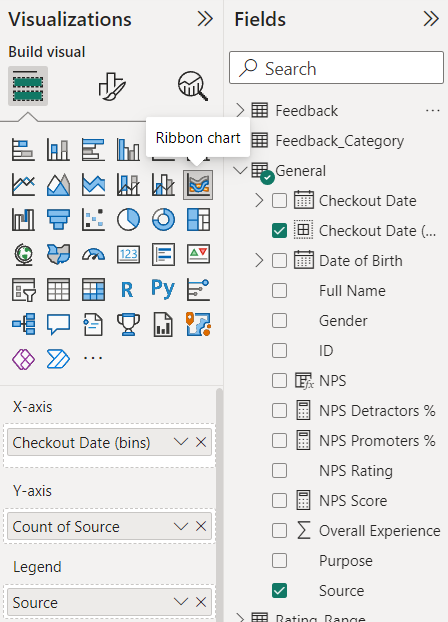 Visualizations
Build visual
Ribbon chart
123
R
Py
...
X-axis
Checkout Date (bins)
Y-axis
Count of Source
Legend
Source
Fields
Search
Feedback
...
Feedback_Category
General
Checkout Date
Checkout Date (...
Date of Birth
Full Name
Gender
ID
NPS
NPS Detractors %
NPS Promoters %
NPS Rating
NPS Score
Overall Experience
Purpose
Source
Rating_Range